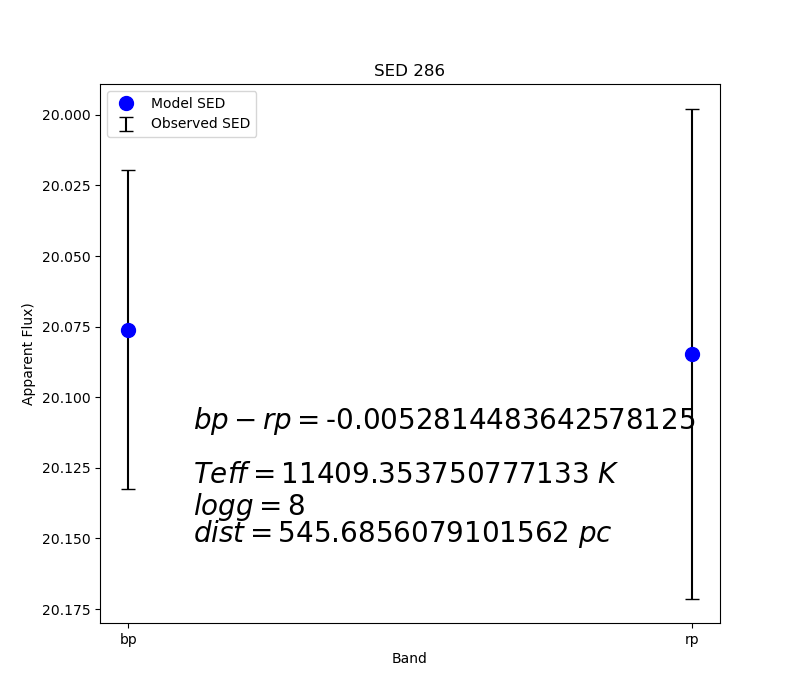 SED 286
Model SED
Observed SED
20.000
20.025
20.050
20.075
20.100
20.125
20.150
20.175
Apparent Flux)
bp − rp = -0.0052814483642578125
Teff = 11409.353750777133 K
logg = 8
dist = 545.6856079101562 pc
bp
rp
Band